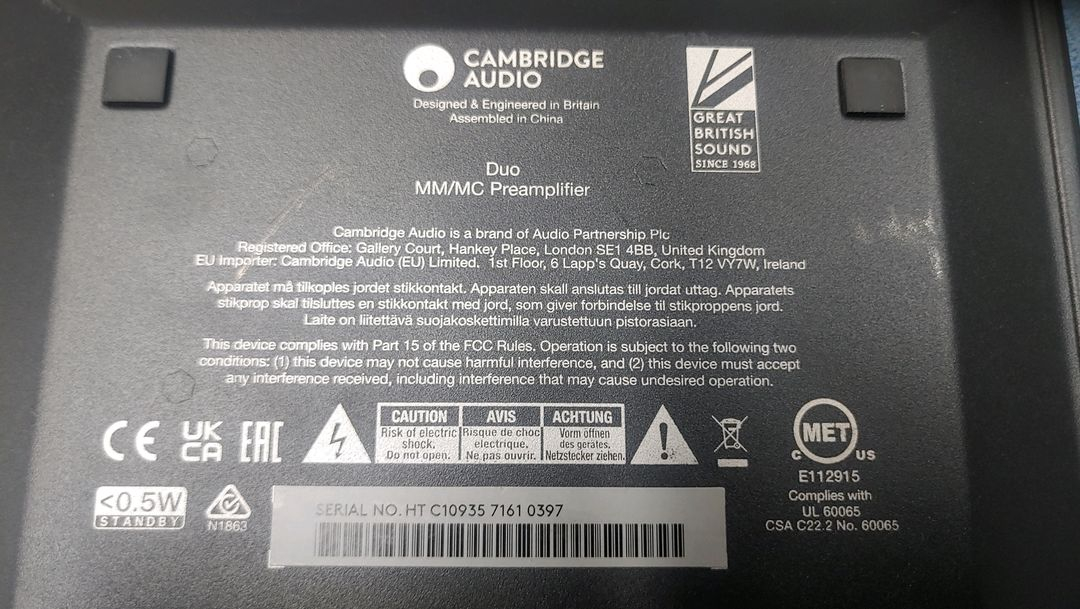 CAMBRIDGE
AUDIO
Designed & Engineered in Britain
Assembled in China
GREAT
BRITISH
SOUND
SINCE 1968
Duo
MM/MC Preamplifier
Cambridge Audio is a brand of Audio Partnership Plc
Registered Office: Gallery Court, Hankey Place, London SE1 4BB, United Kingdom
EU Importer: Cambridge Audio (EU) Limited. 1st Floor, 6 Lapp's Quay, Cork, T12 VY7W, Ireland
Apparatet må tilkoples jordet stikkontakt. Apparaten skall anslutas till jordat uttag. Apparatets
stikprop skal tilsluttes en stikkontakt med jord, som giver forbindelse til stikproppens jord.
Laite on liitettävä suojakoskettimilla varustettuun pistorasiaan.
This device complies with Part 15 of the FCC Rules. Operation is subject to the following two
conditions: (1) this device may not cause harmful interference, and (2) this device must accept
any interference received, including interference that may cause undesired operation.
CE
UK
CA
EAC
CAUTION
Risk of electric
shock.
Do not open.
AVIS
Risque de choc
electrique.
Ne pas ouvrir.
ACHTUNG
Vorm öffnen
des gerates.
Netzstecker ziehen.
MET
C US
E112915
Complies with
UL 60065
CSA C22.2 No. 60065
<0.5W
STANDBY
N1863
SERIAL NO. HT C10935 7161 0397